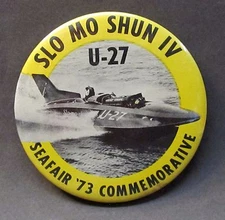 SLO MO SHUN IV
U-27
U-27
SEAFAIR '73 COMMEMORATIVE